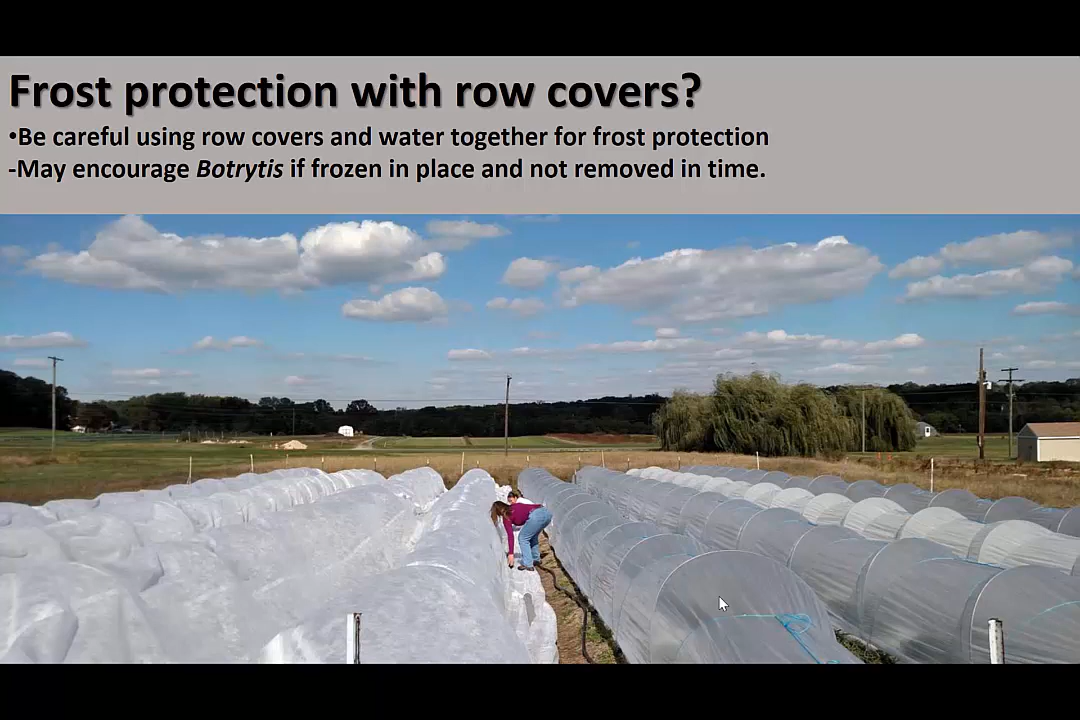 Frost protection with row covers?
•Be careful using row covers and water together for frost protection
-May encourage Botrytis if frozen in place and not removed in time.